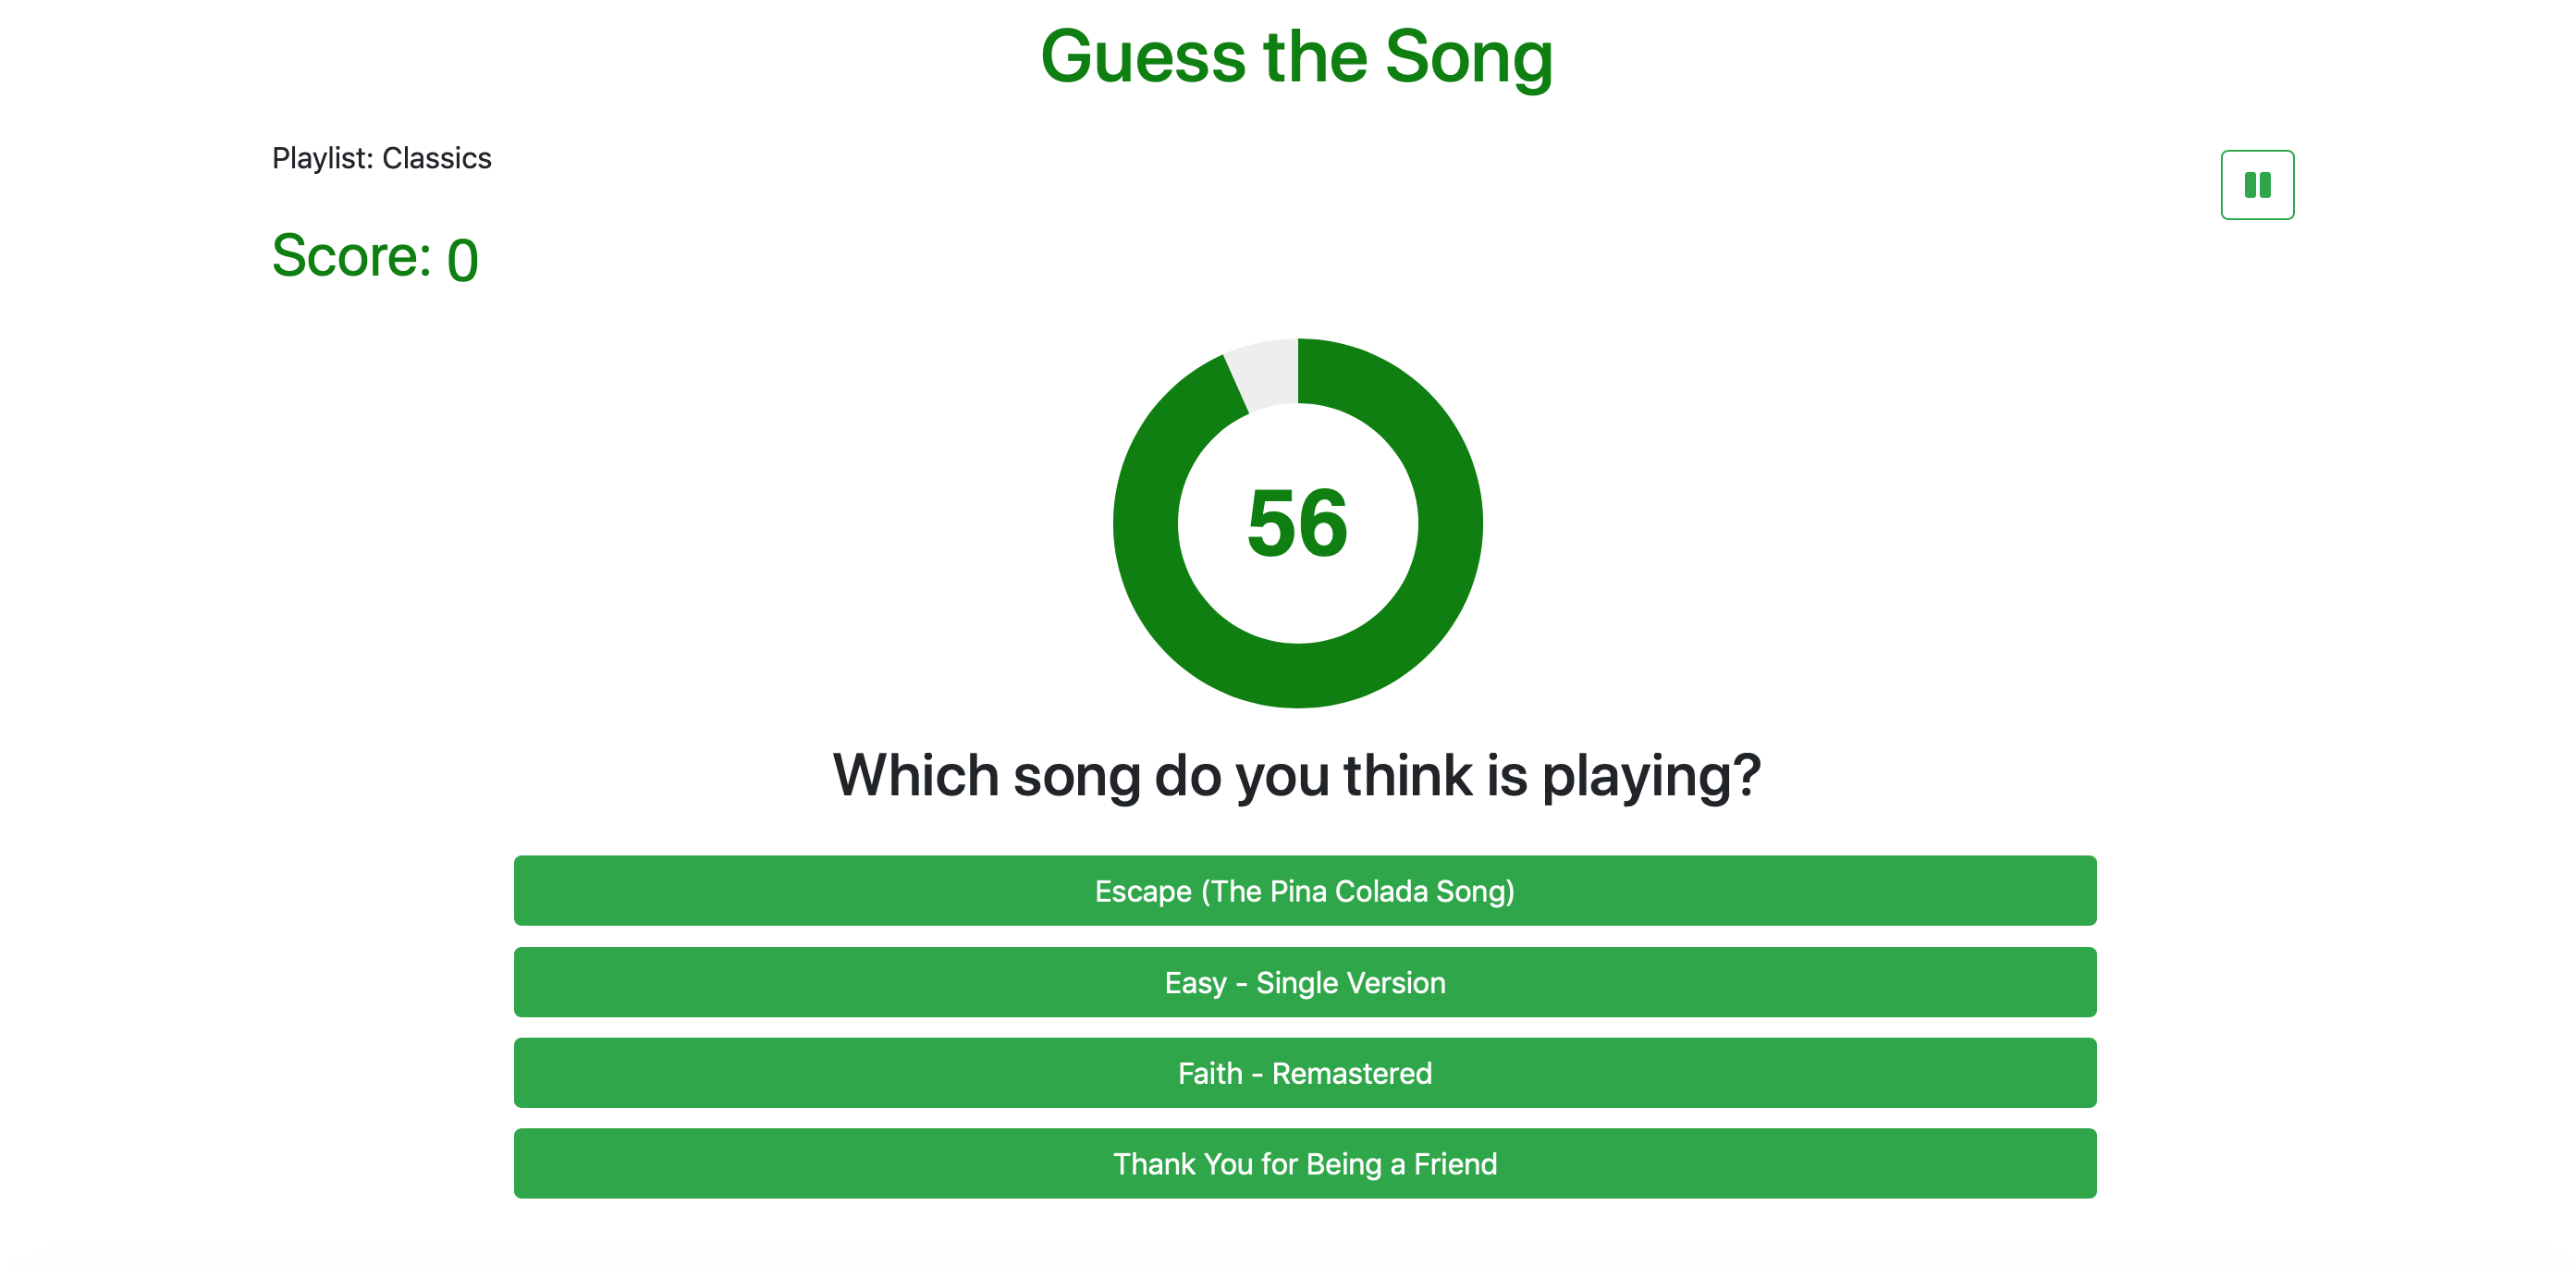 Guess the Song
Playlist: Classics
Score: 0
56
Which song do you think is playing?
Escape (The Pina Colada Song)
Easy - Single Version
Faith - Remastered
Thank You for Being a Friend